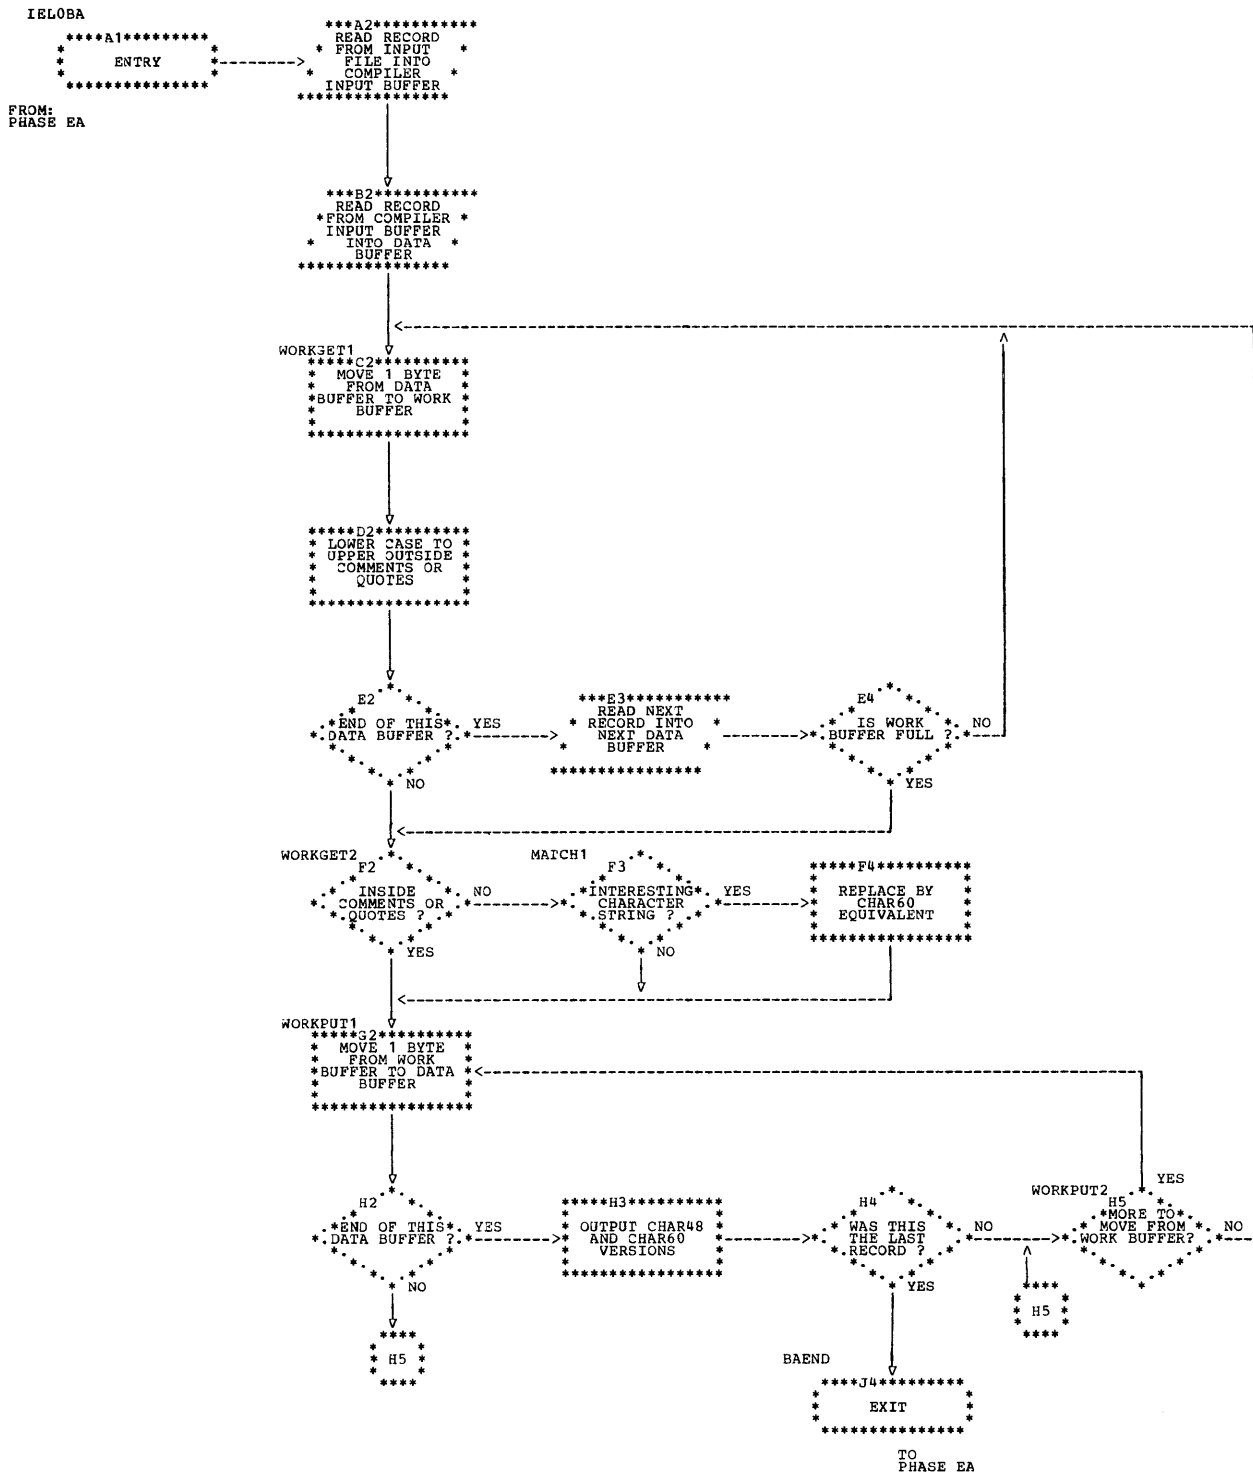 IEL0BA
A1
ENTRY
FROM:
PHASE EA
A2
READ RECORD
FROM INPUT
FILE INTO
COMPILER
INPUT BUFFER
B2
READ RECORD
FROM COMPILER
INPUT BUFFER
INTO DATA
BUFFER
WORKGET1
C2
MOVE 1 BYTE
FROM DATA
BUFFER TO WORK
BUFFER
D2
LOWER CASE TO
UPPER OUTSIDE
COMMENTS OR
QUOTES
E2
END OF THIS
DATA BUFFER ?
YES
NO
E3
READ NEXT
RECORD INTO
NEXT DATA
BUFFER
E4
IS WORK
BUFFER FULL ?
NO
YES
WORKGET2
F2
INSIDE
COMMENTS OR
QUOTES ?
NO
YES
MATCH1
F3
INTERESTING
CHARACTER
STRING ?
YES
NO
F4
REPLACE BY
CHAR60
EQUIVALENT
WORKPUT1
G2
MOVE 1 BYTE
FROM WORK
BUFFER TO DATA
BUFFER
H2
END OF THIS
DATA BUFFER ?
YES
NO
H5
H3
OUTPUT CHAR48
AND CHAR60
VERSIONS
H4
WAS THIS
THE LAST
RECORD ?
NO
YES
WORKPUT2
H5
MORE TO
MOVE FROM
WORK BUFFER?
YES
NO
H5
BAEND
J4
EXIT
TO
PHASE EA